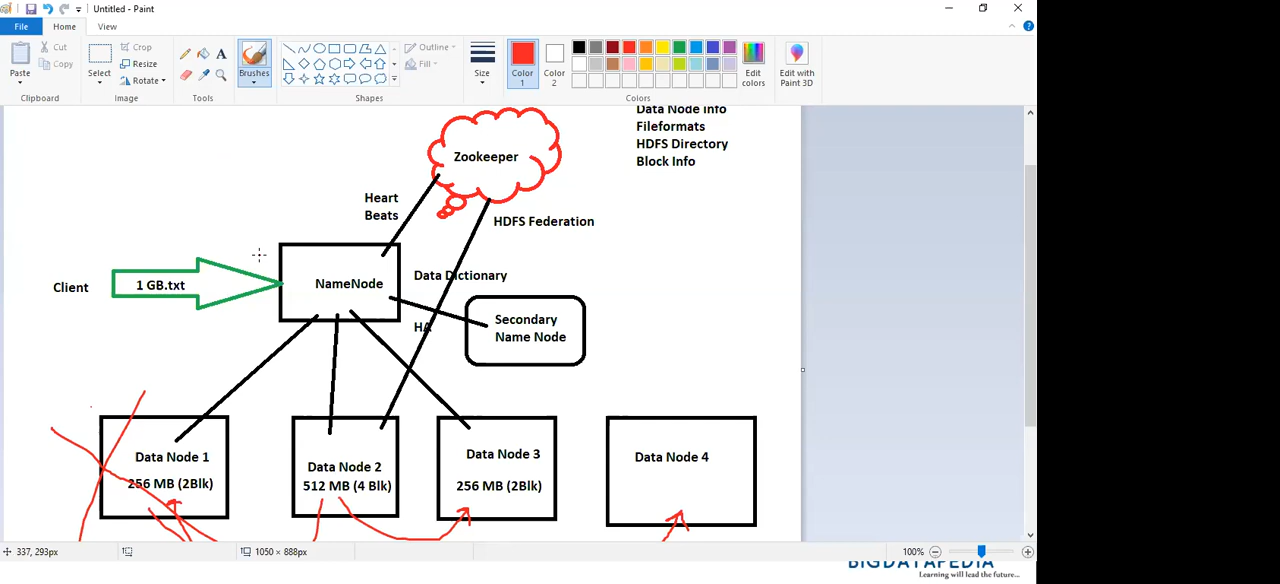 Untitled - Paint
File
Home
View
Paste
Cut
Copy
Clipboard
Select
Crop
Resize
Rotate
Image
A
Tools
Brushes
Outline
Fill
Shapes
Size
Color
1
Color
2
Edit
colors
Edit with
Paint 3D
Colors
Data Node info
Fileformats
HDFS Directory
Block Info
Zookeeper
Heart
Beats
HDFS Federation
Client
1 GB.txt
NameNode
Data Dictionary
HA
Secondary
Name Node
Data Node 1
256 MB (2Blk)
Data Node 2
512 MB (4 Blk)
Data Node 3
256 MB (2Blk)
Data Node 4
337, 293px
1050 × 888px
100%
BIGDATAPEDIA
Learning will lead the future...